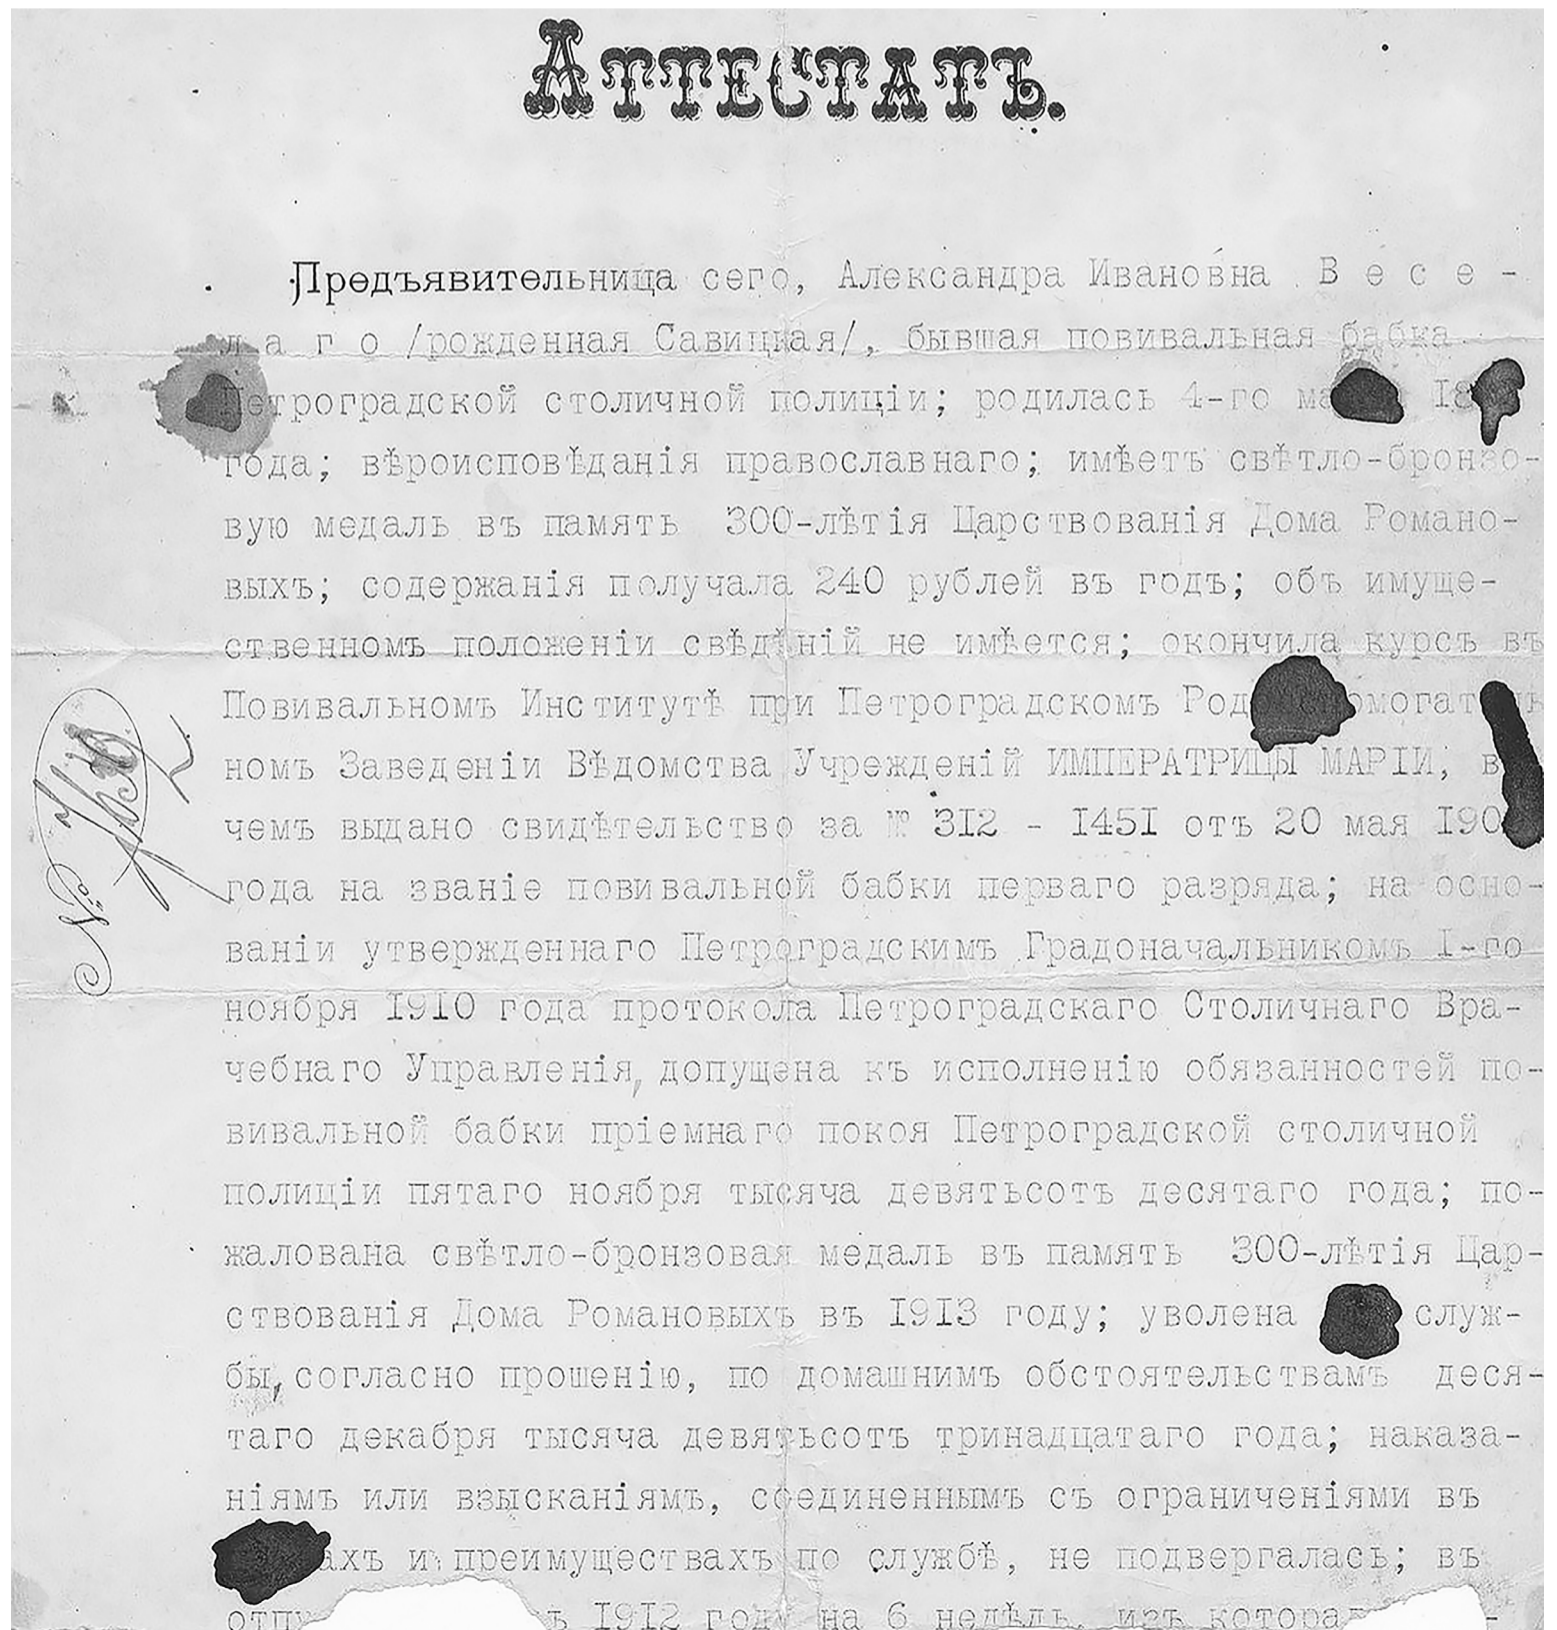 Аттестатъ.
Предъявительница сего, Александра Ивановна В е с е -
л а г о /рожденная Савицкая/, бывшая повивальная бабка
Петроградской столичной полиціи; родилась 4-го
года; вѣроисповѣданія православнаго; имѣетъ свѣтло-бронзо-
вую медаль въ память 300-лѣтія Царствованія Дома Романо-
выхъ; содержанія получала 240 рублей въ годъ; объ имуще-
ственномъ положеніи свѣдѣній не имѣется; окончила курсъ въ
Повивальномъ Институтѣ при Петроградскомъ
номъ Заведеніи Вѣдомства Учрежденій ИМПЕРАТРИЦЫ МАРІИ,
чемъ выдано свидѣтельство за № 312 - 1451 отъ 20 мая
года на званіе повивальной бабки перваго разряда; на осно-
ваніи утвержденнаго Петроградскимъ Градоначальникомъ I-го
ноября 1910 года протокола Петроградскаго Столичнаго Вра-
чебнаго Управленія, допущена къ исполненію обязанностей по-
вивальной бабки пріемнаго покоя Петроградской столичной
полиціи пятаго ноября тысяча девятьсотъ десятаго года; по-
жалована свѣтло-бронзовая медаль въ память 300-лѣтія Цар-
ствованія Дома Романовыхъ въ 1913 году; уволена служ-
бы, согласно прошенію, по домашнимъ обстоятельствамъ деся-
таго декабря тысяча девятьсотъ тринадцатаго года; наказа-
ніямъ или взысканіямъ, соединеннымъ съ ограниченіями въ
и преимуществахъ по службѣ, не подвергалась; въ
1912 году на 6 недѣль, изъ
№